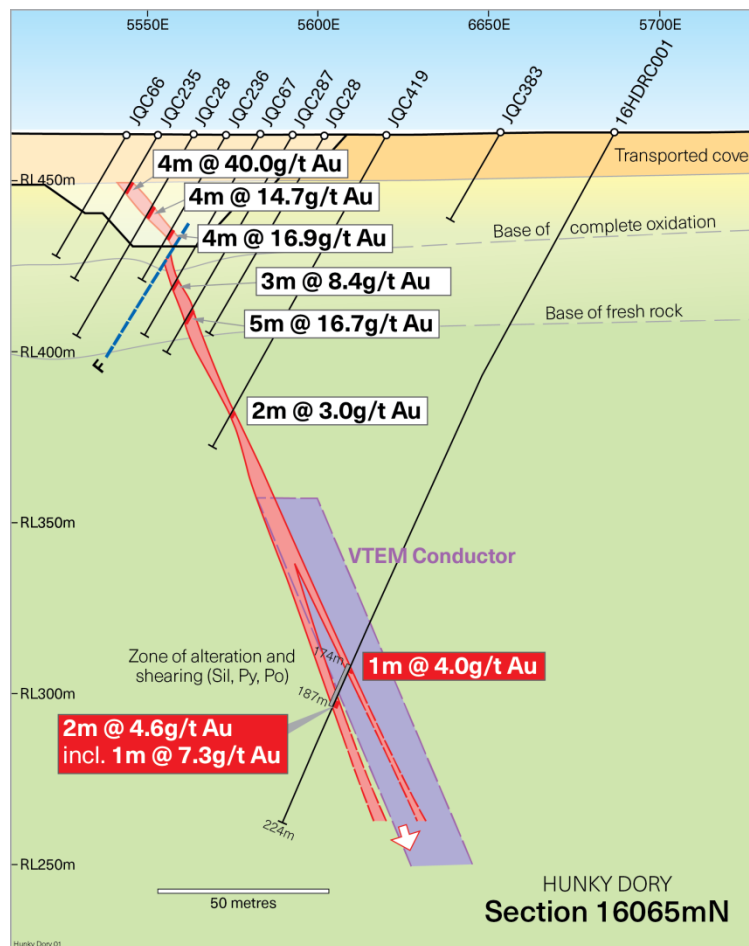 5550E
5600E
6650E
5700E
JQC66
JQC235
JQC28
JQC236
JQC67
JQC287
JQC28
JQC419
JQC383
16HDRC001
Transported cove
RL450m
4m @ 40.0g/t Au
4m @ 14.7g/t Au
4m @ 16.9g/t Au
Base of complete oxidation
3m @ 8.4g/t Au
5m @ 16.7g/t Au
Base of fresh rock
F
RL400m
2m @ 3.0g/t Au
RL350m
VTEM Conductor
Zone of alteration and
shearing (Sil, Py, Po)
174m
1m @ 4.0g/t Au
187m
RL300m
2m @ 4.6g/t Au
incl. 1m @ 7.3g/t Au
224m
RL250m
50 metres
HUNKY DORY
Section 16065mN
Hunky Dory 01